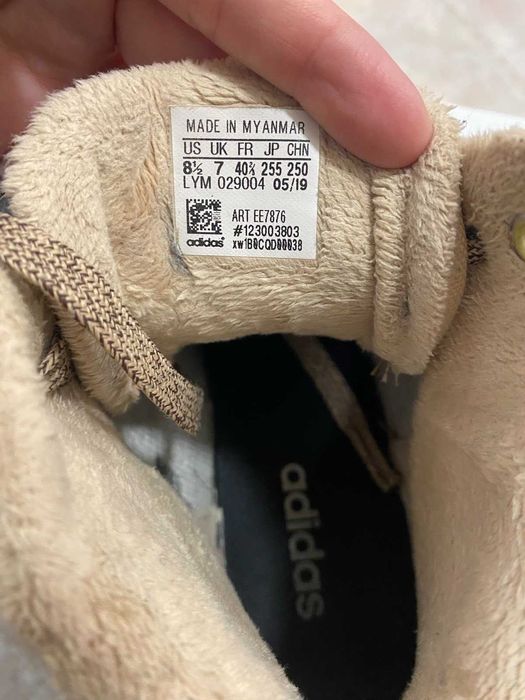 MADE IN MYANMAR
US UK FR JP CHN
8½ 7 40⅔ 255 250
LYM 029004 05/19
ART EE7876
#123003803
adidas xw1B0CQD00038
adidas